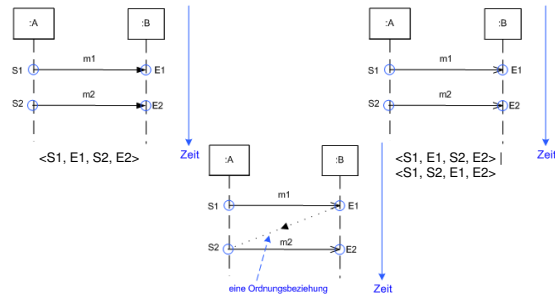 :A
:B
m1
S1
E1
m2
S2
E2
<S1, E1, S2, E2>
Zeit
:A
:B
m1
S1
E1
m2
S2
E2
<S1, E1, S2, E2> |
<S1, S2, E1, E2>
Zeit
:A
:B
m1
S1
E1
S2
m2
E2
eine Ordnungsbeziehung
Zeit